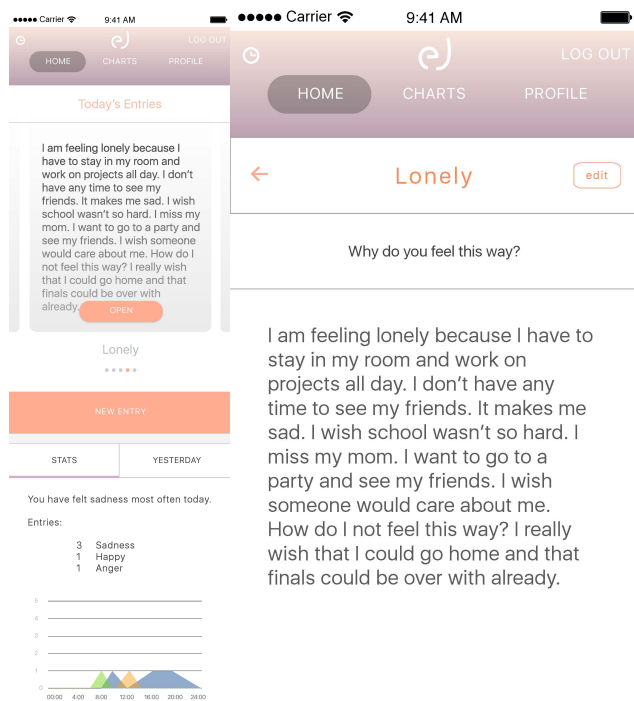 Carrier 9:41 AM
eJ LOG OUT
HOME CHARTS PROFILE
Today's Entries
I am feeling lonely because I
have to stay in my room and
work on projects all day. I don't
have any time to see my
friends. It makes me sad. I wish
school wasn't so hard. I miss my
mom. I want to go to a party and
see my friends. I wish someone
would care about me. How do I
not feel this way? I really wish
that I could go home and that
finals could be over with
already.
OPEN
Lonely
NEW ENTRY
STATS YESTERDAY
You have felt sadness most often today.
Entries:
3 Sadness
1 Happy
1 Anger
5
4
3
2
1
0
00:00 4:00 8:00 12:00 16:00 20:00 24:00
Carrier 9:41 AM
eJ LOG OUT
HOME CHARTS PROFILE
Lonely edit
Why do you feel this way?
I am feeling lonely because I have to
stay in my room and work on
projects all day. I don't have any
time to see my friends. It makes me
sad. I wish school wasn't so hard. I
miss my mom. I want to go to a
party and see my friends. I wish
someone would care about me.
How do I not feel this way? I really
wish that I could go home and that
finals could be over with already.